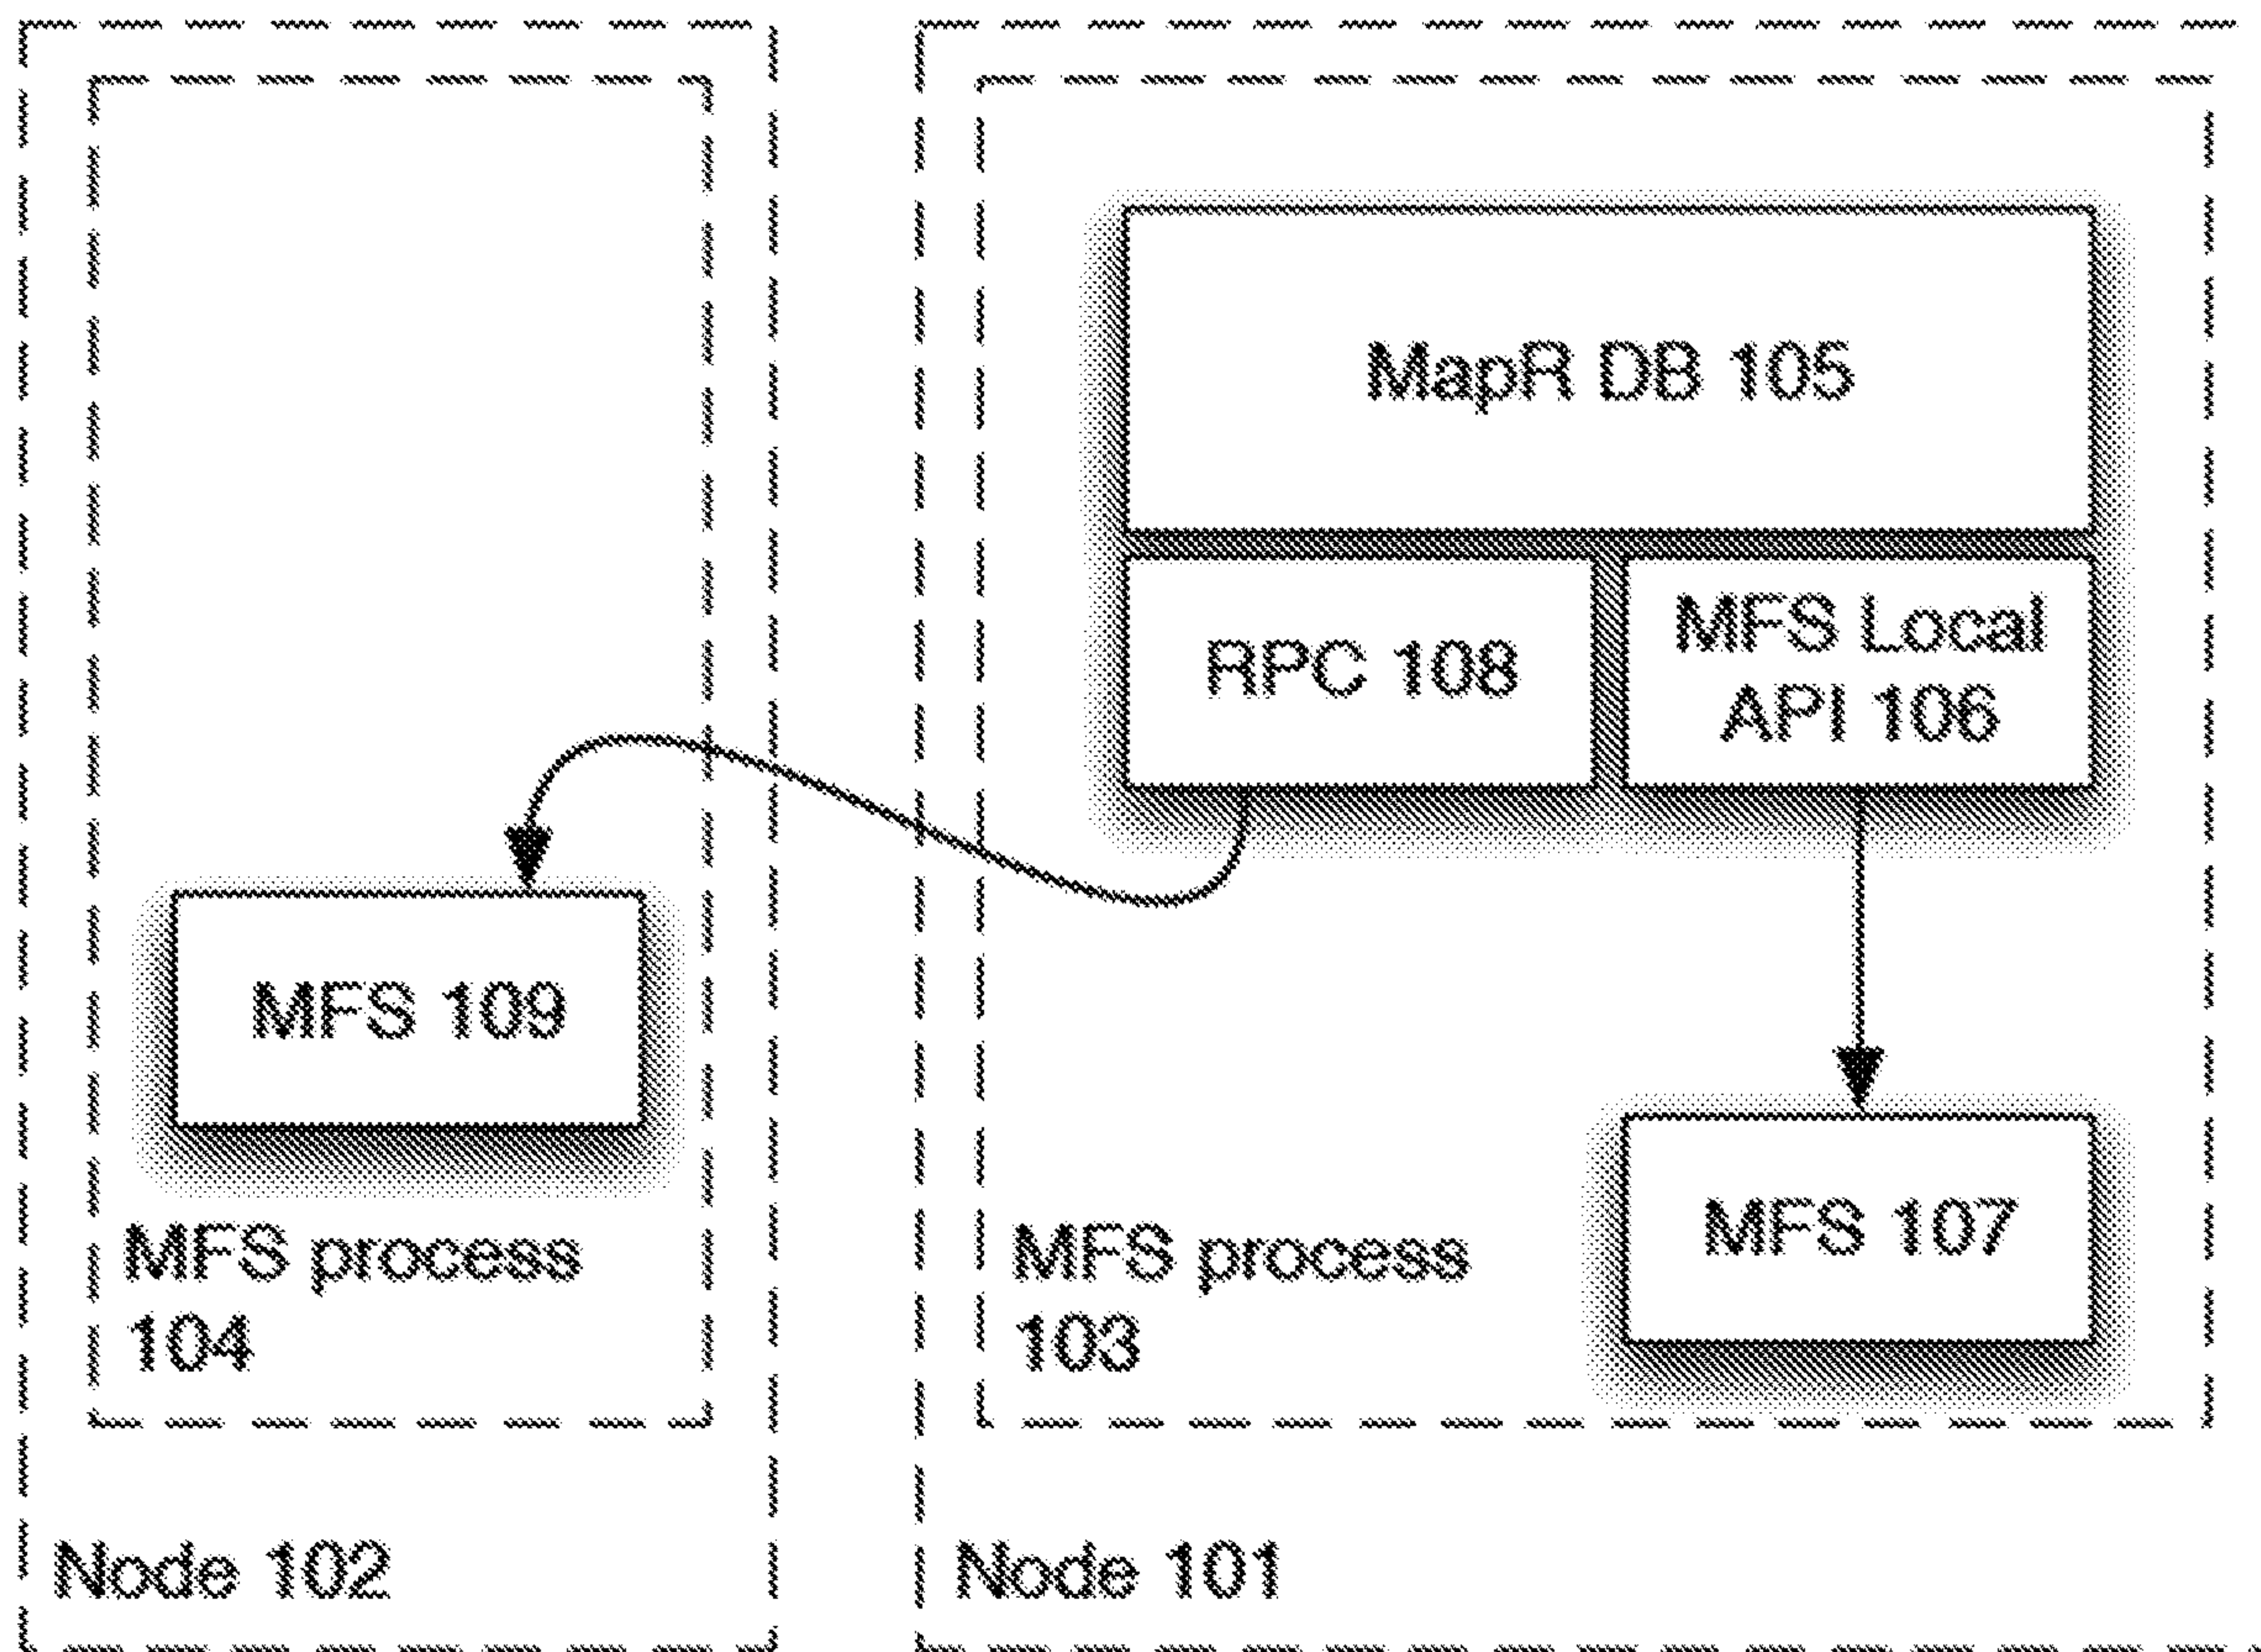 MapR DB 105
RPC 108
MFS Local
API 106
MFS 109
MFS 107
MFS process
104
MFS process
103
Node 102
Node 101